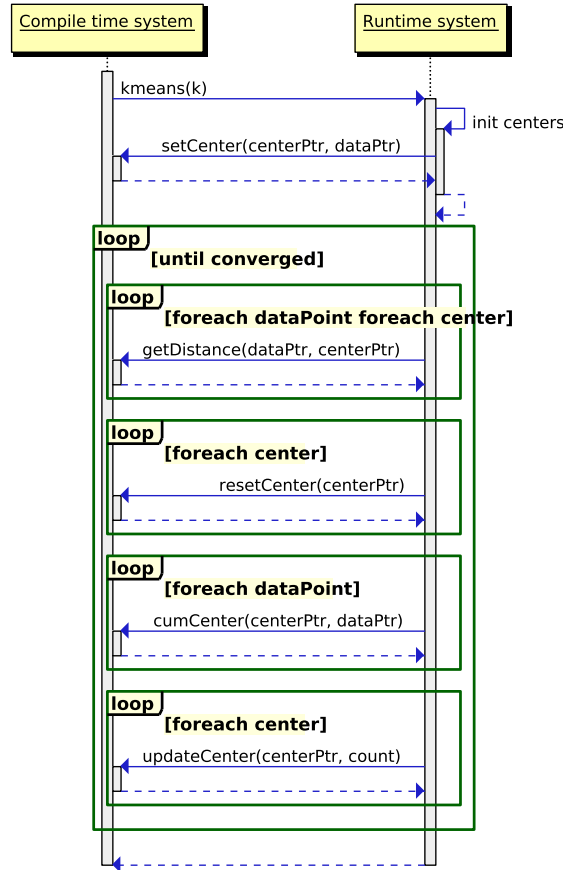 Compile time system
Runtime system
kmeans(k)
init centers
setCenter(centerPtr, dataPtr)
loop
[until converged]
loop
[foreach dataPoint foreach center]
getDistance(dataPtr, centerPtr)
loop
[foreach center]
resetCenter(centerPtr)
loop
[foreach dataPoint]
cumCenter(centerPtr, dataPtr)
loop
[foreach center]
updateCenter(centerPtr, count)